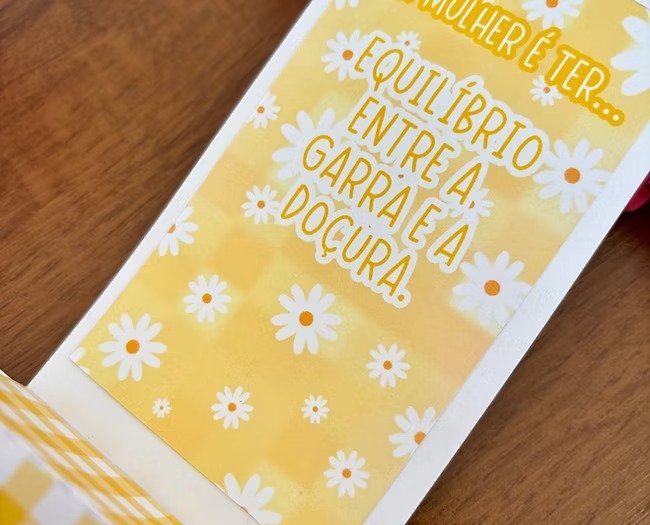 MULHER É TER...
EQUILÍBRIO
ENTRE A
GARRA E A
DOÇURA.